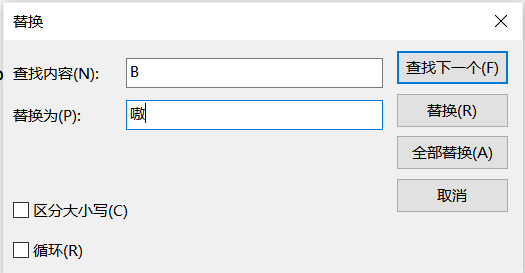 替换
查找内容(N):
B
查找下一个(F)
替换为(P):
嗷
替换(R)
全部替换(A)
取消
区分大小写(C)
循环(R)